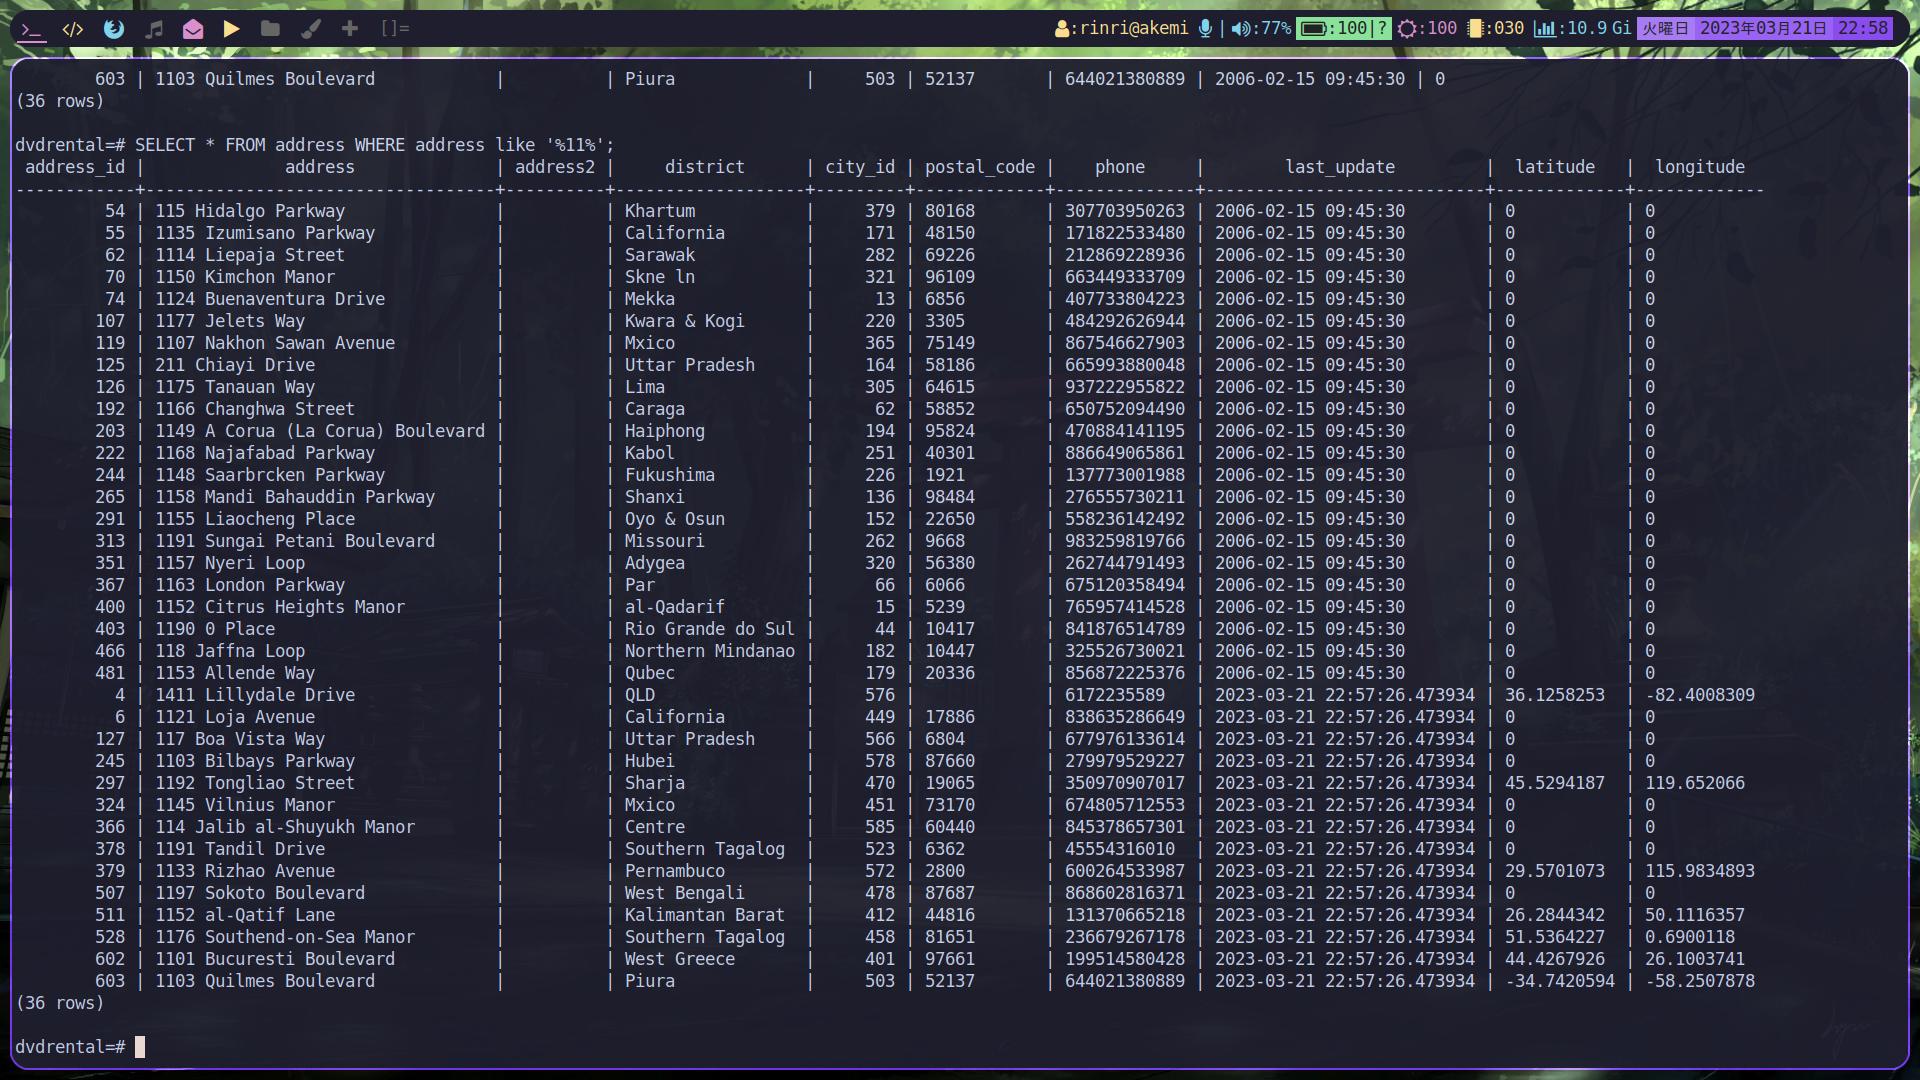 >_ </> []= :rinri@akemi |:77% :100|? :100 :030 :10.9 Gi 火曜日 2023年03月21日 22:58
603 | 1103 Quilmes Boulevard | | Piura | 503 | 52137 | 644021380889 | 2006-02-15 09:45:30 | 0
(36 rows)
dvdrental=# SELECT * FROM address WHERE address like '%11%';
address_id | address | address2 | district | city_id | postal_code | phone | last_update | latitude | longitude
------------+-----------------------------------+----------+-------------------+---------+-------------+--------------+----------------------------+-------------+-------------
54 | 115 Hidalgo Parkway | | Khartum | 379 | 80168 | 307703950263 | 2006-02-15 09:45:30 | 0 | 0
55 | 1135 Izumisano Parkway | | California | 171 | 48150 | 171822533480 | 2006-02-15 09:45:30 | 0 | 0
62 | 1114 Liepaja Street | | Sarawak | 282 | 69226 | 212869228936 | 2006-02-15 09:45:30 | 0 | 0
70 | 1150 Kimchon Manor | | Skne ln | 321 | 96109 | 663449333709 | 2006-02-15 09:45:30 | 0 | 0
74 | 1124 Buenaventura Drive | | Mekka | 13 | 6856 | 407733804223 | 2006-02-15 09:45:30 | 0 | 0
107 | 1177 Jelets Way | | Kwara & Kogi | 220 | 3305 | 484292626944 | 2006-02-15 09:45:30 | 0 | 0
119 | 1107 Nakhon Sawan Avenue | | Mxico | 365 | 75149 | 867546627903 | 2006-02-15 09:45:30 | 0 | 0
125 | 211 Chiayi Drive | | Uttar Pradesh | 164 | 58186 | 665993880048 | 2006-02-15 09:45:30 | 0 | 0
126 | 1175 Tanauan Way | | Lima | 305 | 64615 | 937222955822 | 2006-02-15 09:45:30 | 0 | 0
192 | 1166 Changhwa Street | | Caraga | 62 | 58852 | 650752094490 | 2006-02-15 09:45:30 | 0 | 0
203 | 1149 A Corua (La Corua) Boulevard | | Haiphong | 194 | 95824 | 470884141195 | 2006-02-15 09:45:30 | 0 | 0
222 | 1168 Najafabad Parkway | | Kabol | 251 | 40301 | 886649065861 | 2006-02-15 09:45:30 | 0 | 0
244 | 1148 Saarbrcken Parkway | | Fukushima | 226 | 1921 | 137773001988 | 2006-02-15 09:45:30 | 0 | 0
265 | 1158 Mandi Bahauddin Parkway | | Shanxi | 136 | 98484 | 276555730211 | 2006-02-15 09:45:30 | 0 | 0
291 | 1155 Liaocheng Place | | Oyo & Osun | 152 | 22650 | 558236142492 | 2006-02-15 09:45:30 | 0 | 0
313 | 1191 Sungai Petani Boulevard | | Missouri | 262 | 9668 | 983259819766 | 2006-02-15 09:45:30 | 0 | 0
351 | 1157 Nyeri Loop | | Adygea | 320 | 56380 | 262744791493 | 2006-02-15 09:45:30 | 0 | 0
367 | 1163 London Parkway | | Par | 66 | 6066 | 675120358494 | 2006-02-15 09:45:30 | 0 | 0
400 | 1152 Citrus Heights Manor | | al-Qadarif | 15 | 5239 | 765957414528 | 2006-02-15 09:45:30 | 0 | 0
403 | 1190 0 Place | | Rio Grande do Sul | 44 | 10417 | 841876514789 | 2006-02-15 09:45:30 | 0 | 0
466 | 118 Jaffna Loop | | Northern Mindanao | 182 | 10447 | 325526730021 | 2006-02-15 09:45:30 | 0 | 0
481 | 1153 Allende Way | | Qubec | 179 | 20336 | 856872225376 | 2006-02-15 09:45:30 | 0 | 0
4 | 1411 Lillydale Drive | | QLD | 576 | | 6172235589 | 2023-03-21 22:57:26.473934 | 36.1258253 | -82.4008309
6 | 1121 Loja Avenue | | California | 449 | 17886 | 838635286649 | 2023-03-21 22:57:26.473934 | 0 | 0
127 | 117 Boa Vista Way | | Uttar Pradesh | 566 | 6804 | 677976133614 | 2023-03-21 22:57:26.473934 | 0 | 0
245 | 1103 Bilbays Parkway | | Hubei | 578 | 87660 | 279979529227 | 2023-03-21 22:57:26.473934 | 0 | 0
297 | 1192 Tongliao Street | | Sharja | 470 | 19065 | 350970907017 | 2023-03-21 22:57:26.473934 | 45.5294187 | 119.652066
324 | 1145 Vilnius Manor | | Mxico | 451 | 73170 | 674805712553 | 2023-03-21 22:57:26.473934 | 0 | 0
366 | 114 Jalib al-Shuyukh Manor | | Centre | 585 | 60440 | 845378657301 | 2023-03-21 22:57:26.473934 | 0 | 0
378 | 1191 Tandil Drive | | Southern Tagalog | 523 | 6362 | 45554316010 | 2023-03-21 22:57:26.473934 | 0 | 0
379 | 1133 Rizhao Avenue | | Pernambuco | 572 | 2800 | 600264533987 | 2023-03-21 22:57:26.473934 | 29.5701073 | 115.9834893
507 | 1197 Sokoto Boulevard | | West Bengali | 478 | 87687 | 868602816371 | 2023-03-21 22:57:26.473934 | 0 | 0
511 | 1152 al-Qatif Lane | | Kalimantan Barat | 412 | 44816 | 131370665218 | 2023-03-21 22:57:26.473934 | 26.2844342 | 50.1116357
528 | 1176 Southend-on-Sea Manor | | Southern Tagalog | 458 | 81651 | 236679267178 | 2023-03-21 22:57:26.473934 | 51.5364227 | 0.6900118
602 | 1101 Bucuresti Boulevard | | West Greece | 401 | 97661 | 199514580428 | 2023-03-21 22:57:26.473934 | 44.4267926 | 26.1003741
603 | 1103 Quilmes Boulevard | | Piura | 503 | 52137 | 644021380889 | 2023-03-21 22:57:26.473934 | -34.7420594 | -58.2507878
(36 rows)
dvdrental=#